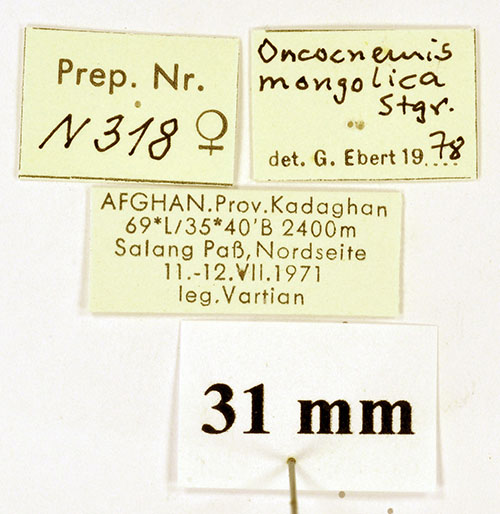 Prep. Nr.
N318 ♀
Oncocnemis
mongolica
Stgr.
det. G. Ebert 1978
AFGHAN.Prov.Kadaghan
69*L/35*40'B 2400m
Salang Paß,Nordseite
11.-12.VII.1971
leg.Vartian
31 mm